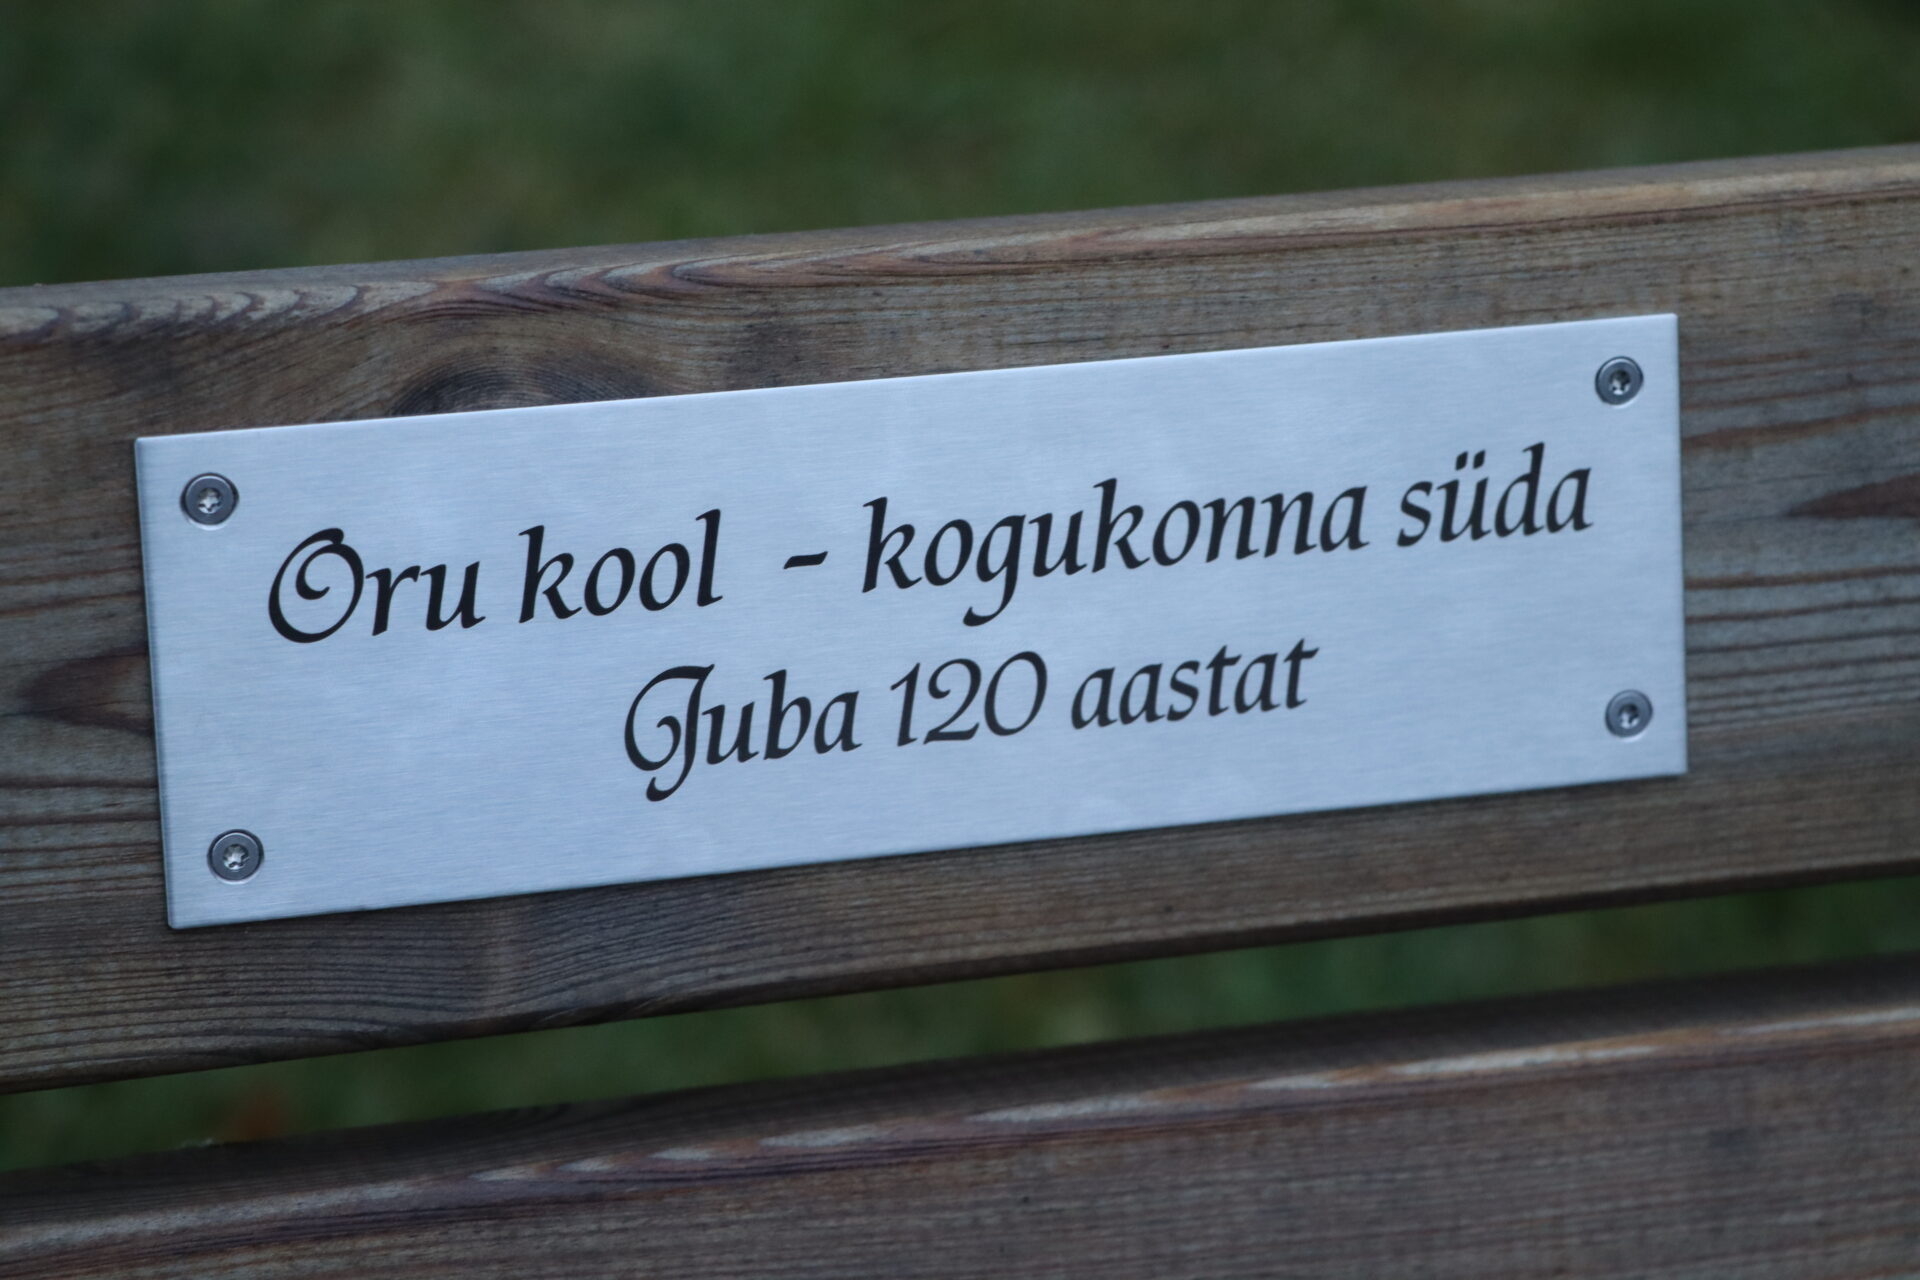 Oru kool - kogukonna süda
Juba 120 aastat